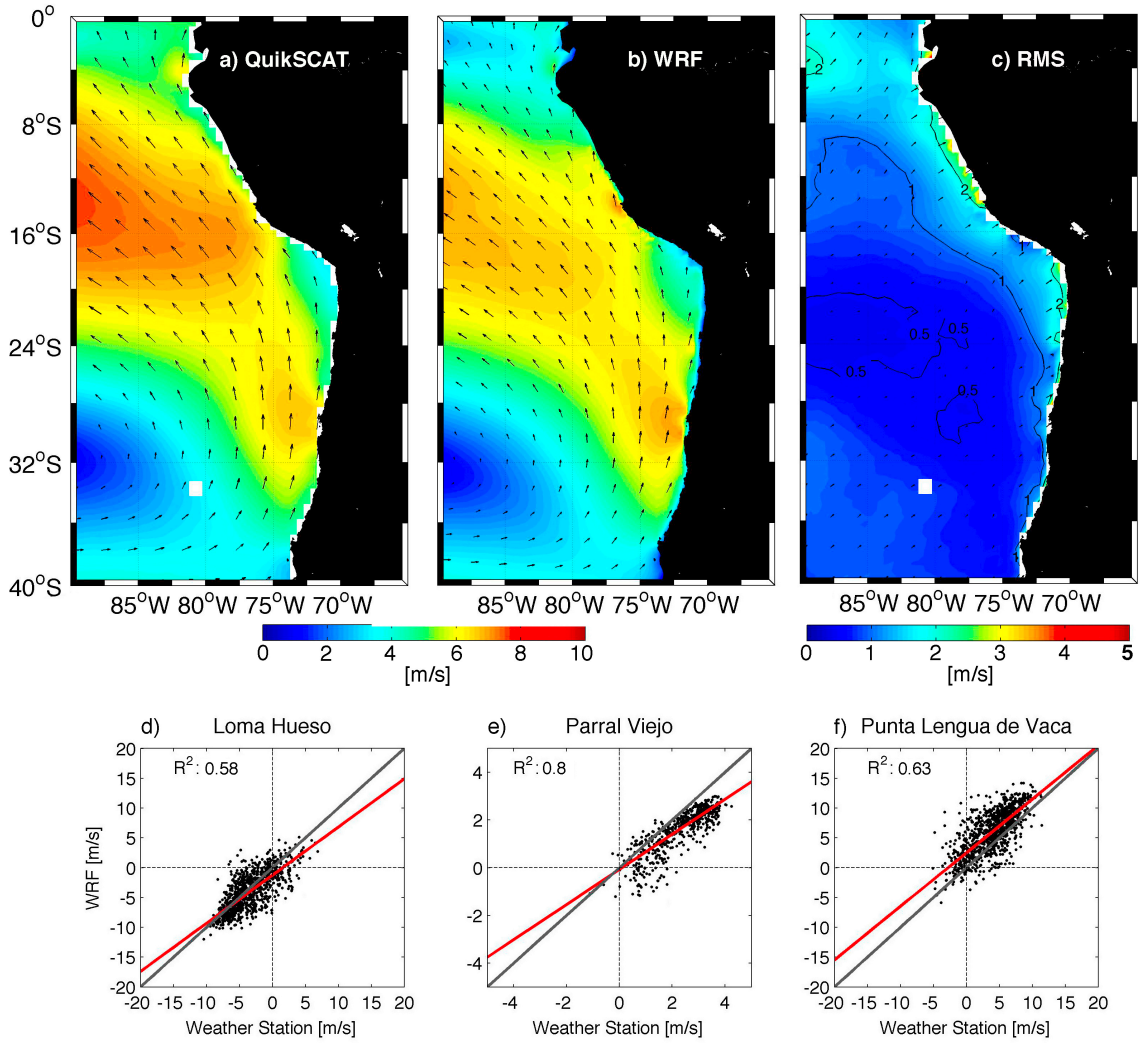 a) QuikSCAT
b) WRF
c) RMS
0°
8°S
16°S
24°S
32°S
40°S
2
1
1
2
1
1
2
0.5
0.5
0.5
0.5
1
1
85°W 80°W 75°W 70°W
85°W 80°W 75°W 70°W
85°W 80°W 75°W 70°W
0 2 4 6 8 10
[m/s]
0 1 2 3 4 5
[m/s]
d) Loma Hueso
R²: 0.58
20
15
10
5
0
-5
-10
-15
-20
WRF [m/s]
-20 -15 -10 -5 0 5 10 15 20
Weather Station [m/s]
e) Parral Viejo
R²: 0.8
4
2
0
-2
-4
-4 -2 0 2 4
Weather Station [m/s]
f) Punta Lengua de Vaca
R²: 0.63
20
15
10
5
0
-5
-10
-15
-20
-20 -15 -10 -5 0 5 10 15 20
Weather Station [m/s]